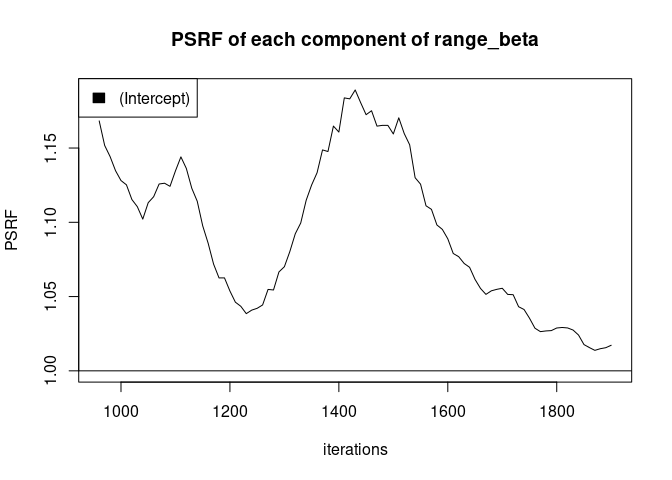 PSRF of each component of range_beta
(Intercept)
PSRF
1.15
1.10
1.05
1.00
1000 1200 1400 1600 1800
iterations